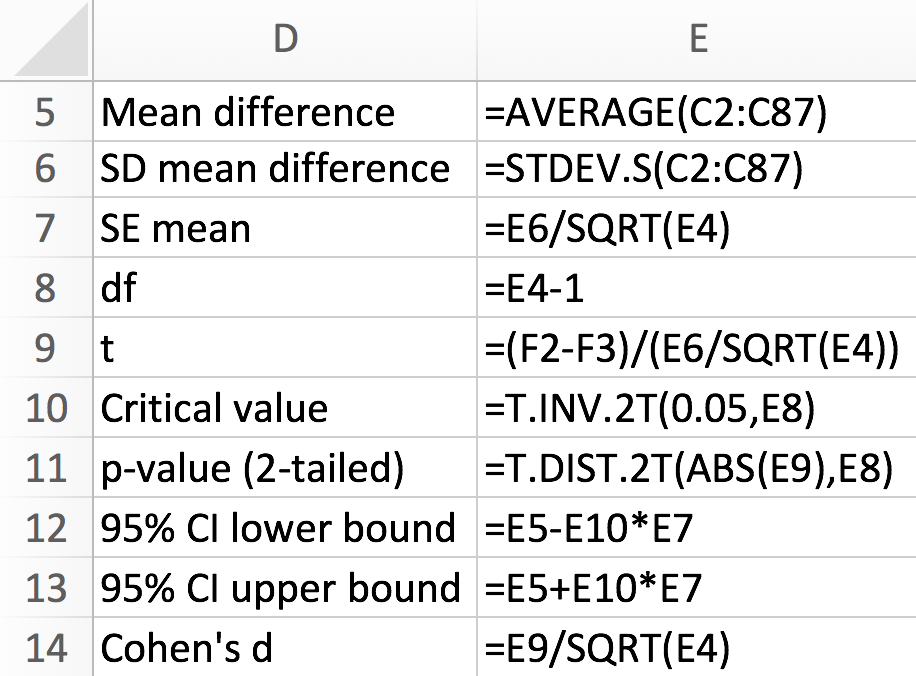 D E
5 Mean difference =AVERAGE(C2:C87)
6 SD mean difference =STDEV.S(C2:C87)
7 SE mean =E6/SQRT(E4)
8 df =E4-1
9 t =(F2-F3)/(E6/SQRT(E4))
10 Critical value =T.INV.2T(0.05,E8)
11 p-value (2-tailed) =T.DIST.2T(ABS(E9),E8)
12 95% CI lower bound =E5-E10*E7
13 95% CI upper bound =E5+E10*E7
14 Cohen's d =E9/SQRT(E4)